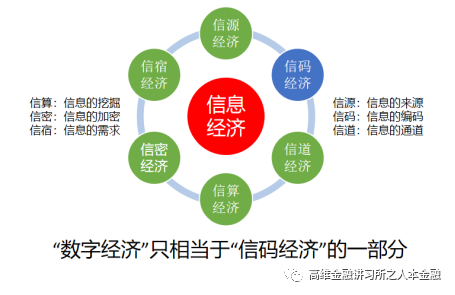 信源
经济
信宿
经济
信码
经济
信息
经济
信算：信息的挖掘
信密：信息的加密
信宿：信息的需求
信源：信息的来源
信码：信息的编码
信道：信息的通道
信密
经济
信道
经济
信算
经济
“数字经济”只相当于“信码经济”的一部分
高维金融讲习所之人本金融